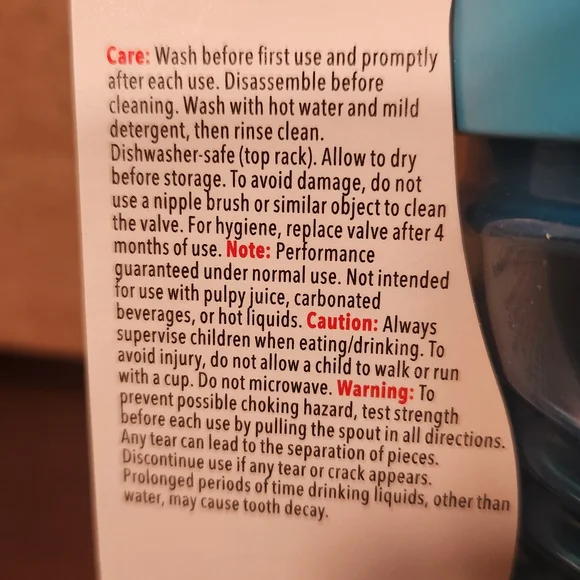 Care: Wash before first use and promptly
after each use. Disassemble before
cleaning. Wash with hot water and mild
detergent, then rinse clean.
Dishwasher-safe (top rack). Allow to dry
before storage. To avoid damage, do not
use a nipple brush or similar object to clean
the valve. For hygiene, replace valve after 4
months of use. Note: Performance
guaranteed under normal use. Not intended
for use with pulpy juice, carbonated
beverages, or hot liquids. Caution: Always
supervise children when eating/drinking. To
avoid injury, do not allow a child to walk or run
with a cup. Do not microwave. Warning: To
prevent possible choking hazard, test strength
before each use by pulling the spout in all directions.
Any tear can lead to the separation of pieces.
Discontinue use if any tear or crack appears.
Prolonged periods of time drinking liquids, other than
water, may cause tooth decay.